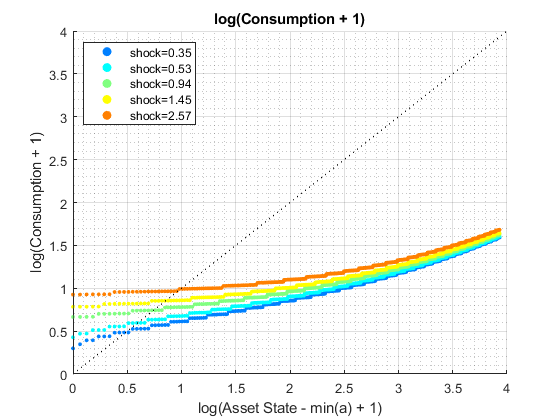 log(Consumption + 1)
4
3.5
3
2.5
2
1.5
1
0.5
0
shock=0.35
shock=0.53
shock=0.94
shock=1.45
shock=2.57
log(Consumption + 1)
0 0.5 1 1.5 2 2.5 3 3.5 4
log(Asset State - min(a) + 1)